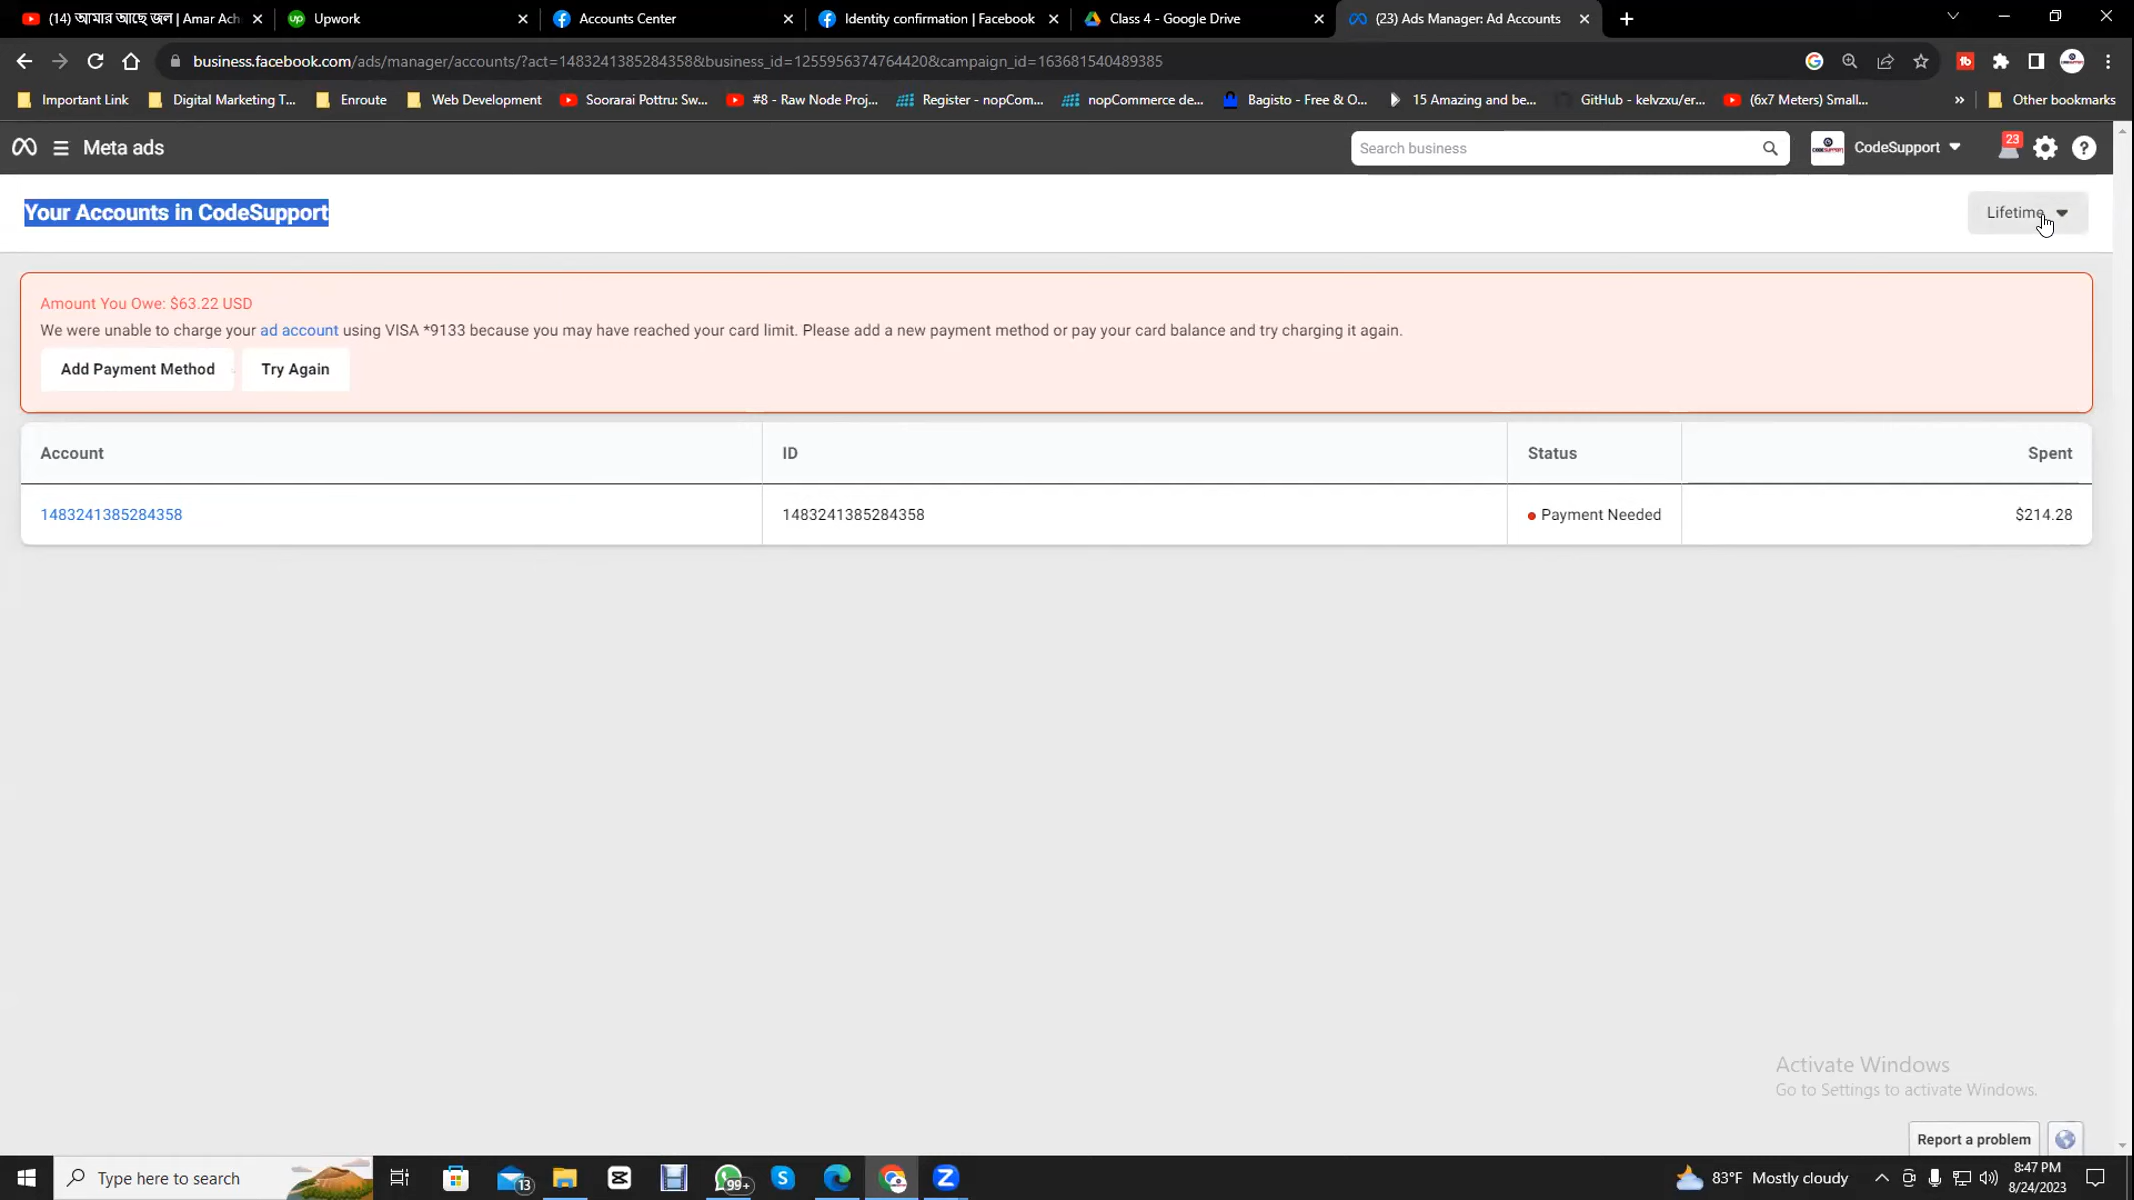 (14) আমার আছে জল | Amar Ach
Upwork
Accounts Center
Identity confirmation | Facebook
Class 4 - Google Drive
(23) Ads Manager: Ad Accounts
business.facebook.com/ads/manager/accounts/?act=1483241385284358&business_id=1255956374764420&campaign_id=163681540489385
Important Link
Digital Marketing T...
Enroute
Web Development
Soorarai Pottru: Sw...
#8 - Raw Node Proj...
Register - nopCom...
nopCommerce de...
Bagisto - Free & O...
15 Amazing and be...
GitHub - kelvzxu/er...
(6x7 Meters) Small...
»
Other bookmarks
Meta ads
Search business
CodeSupport
23
Your Accounts in CodeSupport
Lifetime
Amount You Owe: $63.22 USD
We were unable to charge your ad account using VISA *9133 because you may have reached your card limit. Please add a new payment method or pay your card balance and try charging it again.
Add Payment Method
Try Again
Account
ID
Status
Spent
1483241385284358
1483241385284358
Payment Needed
$214.28
Activate Windows
Go to Settings to activate Windows.
Report a problem
Type here to search
13
99+
83°F Mostly cloudy
8:47 PM
8/24/2023